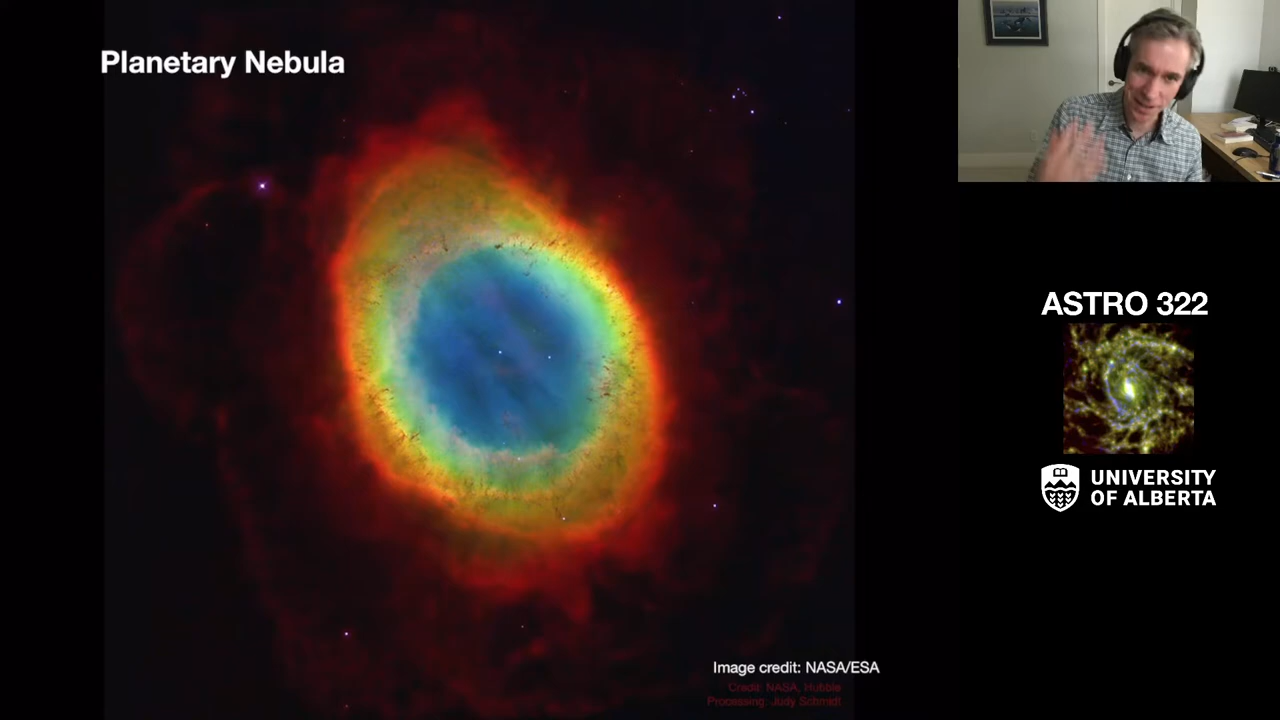 Planetary Nebula
ASTRO 322
UNIVERSITY
OF ALBERTA
Image credit: NASA/ESA
Credit: NASA, Hubble
Processing: Judy Schmidt